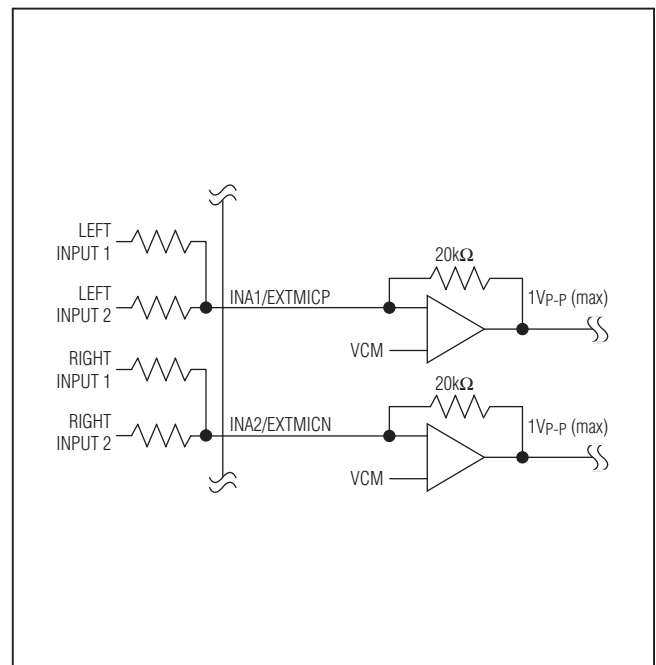 LEFT
INPUT 1
LEFT
INPUT 2
INA1/EXTMICP
20kΩ
1VP-P (max)
VCM
RIGHT
INPUT 1
RIGHT
INPUT 2
INA2/EXTMICN
20kΩ
1VP-P (max)
VCM